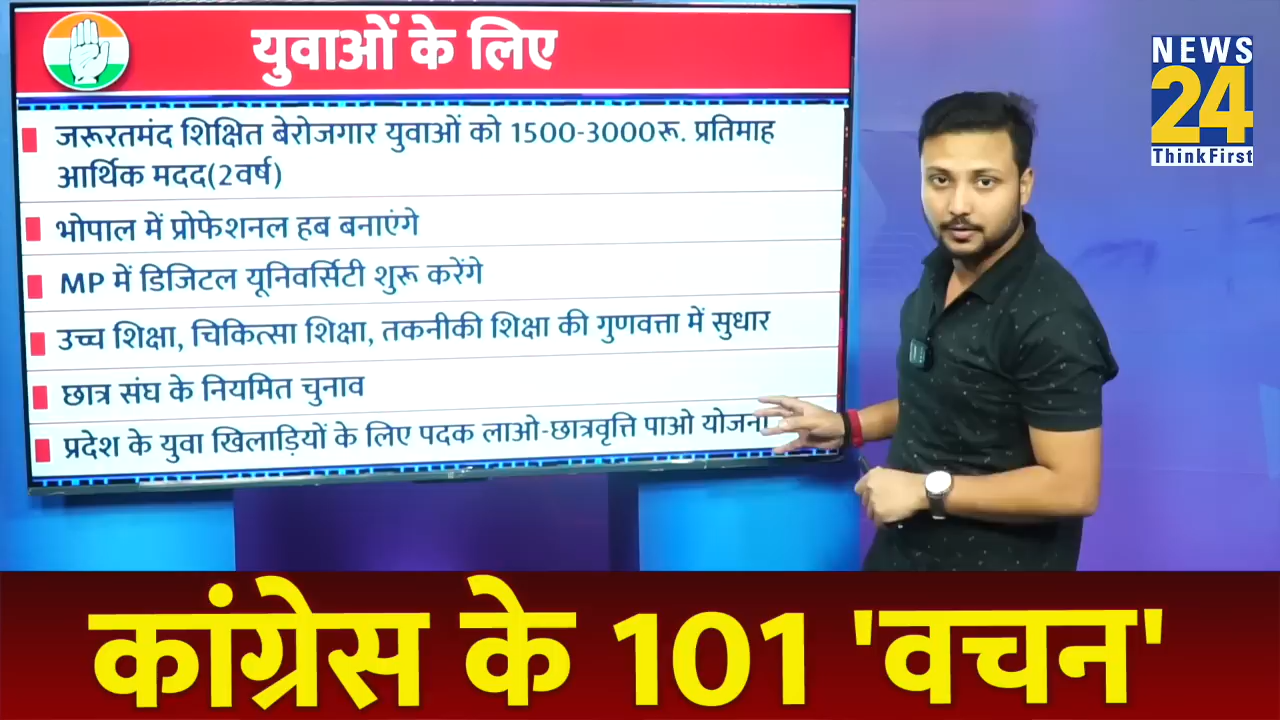 युवाओं के लिए
जरूरतमंद शिक्षित बेरोजगार युवाओं को 1500-3000रू. प्रतिमाह
आर्थिक मदद(2वर्ष)
भोपाल में प्रोफेशनल हब बनाएंगे
MP में डिजिटल यूनिवर्सिटी शुरू करेंगे
उच्च शिक्षा, चिकित्सा शिक्षा, तकनीकी शिक्षा की गुणवत्ता में सुधार
छात्र संघ के नियमित चुनाव
प्रदेश के युवा खिलाड़ियों के लिए पदक लाओ-छात्रवृत्ति पाओ योजना
NEWS
24
ThinkFirst
कांग्रेस के 101 'वचन'